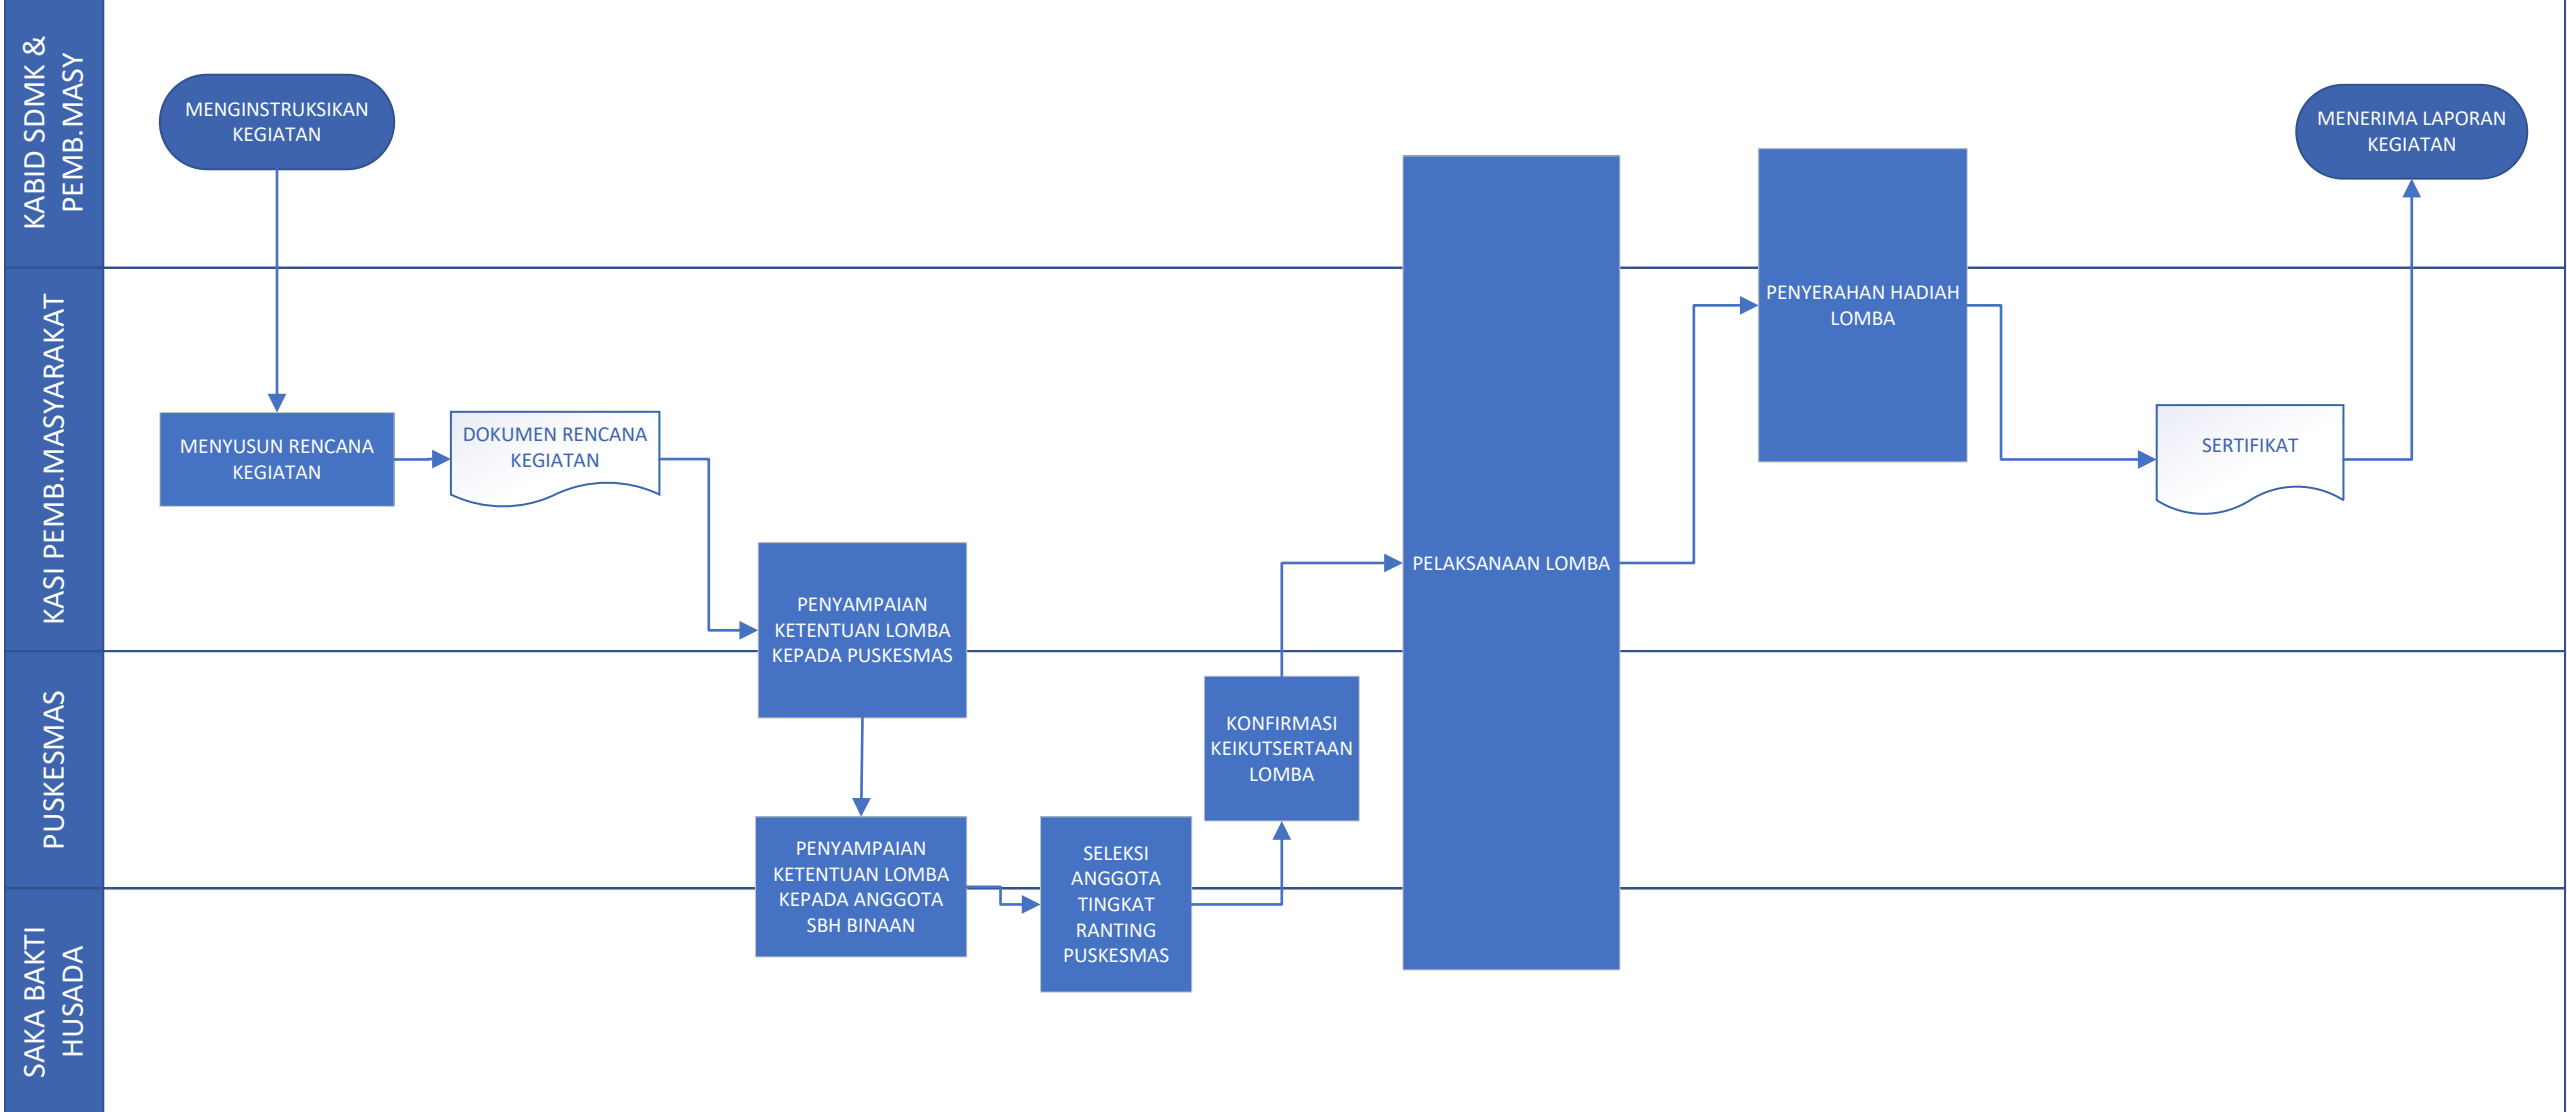 KABID SDMK &
PEMB.MASY
MENGINSTRUKSIKAN
KEGIATAN
MENERIMA LAPORAN
KEGIATAN
KASI PEMB.MASYARAKAT
MENYUSUN RENCANA
KEGIATAN
DOKUMEN RENCANA
KEGIATAN
PENYAMPAIAN
KETENTUAN LOMBA
KEPADA PUSKESMAS
PELAKSANAAN LOMBA
PENYERAHAN HADIAH
LOMBA
SERTIFIKAT
PUSKESMAS
KONFIRMASI
KEIKUTSERTAAN
LOMBA
PENYAMPAIAN
KETENTUAN LOMBA
KEPADA ANGGOTA
SBH BINAAN
SELEKSI
ANGGOTA
TINGKAT
RANTING
PUSKESMAS
SAKA BAKTI
HUSADA